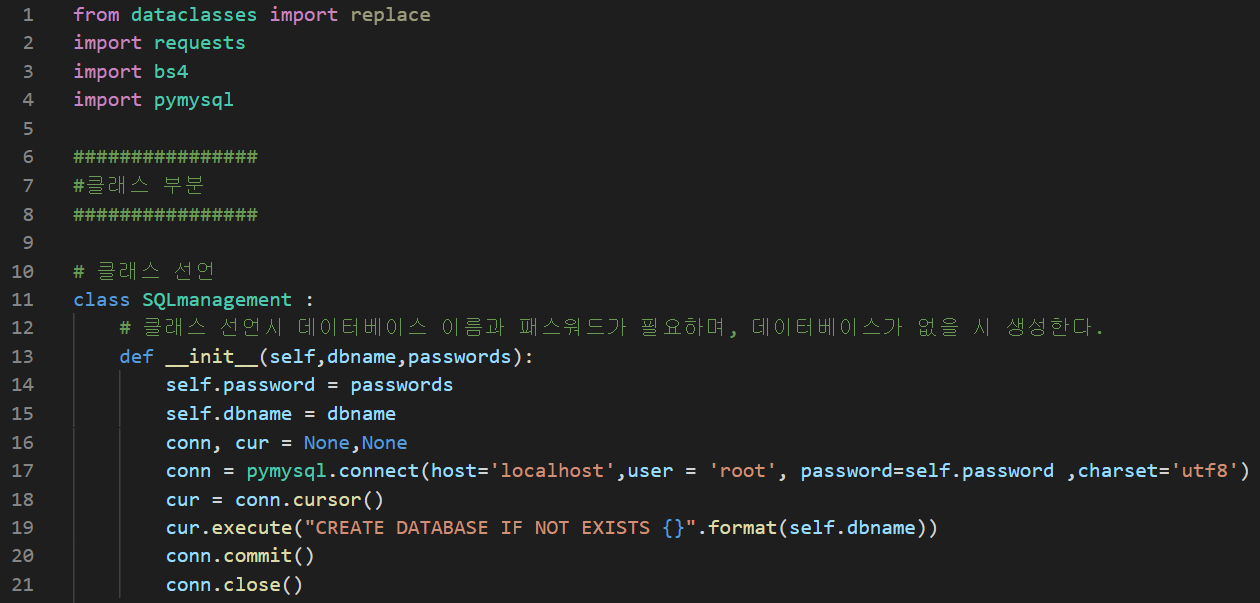 1 from dataclasses import replace
2 import requests
3 import bs4
4 import pymysql
5
6 ################
7 #클래스 부분
8 ################
9
10 # 클래스 선언
11 class SQLmanagement :
12 # 클래스 선언시 데이터베이스 이름과 패스워드가 필요하며, 데이터베이스가 없을 시 생성한다.
13 def __init__(self,dbname,passwords):
14 self.password = passwords
15 self.dbname = dbname
16 conn, cur = None,None
17 conn = pymysql.connect(host='localhost',user = 'root', password=self.password ,charset='utf8')
18 cur = conn.cursor()
19 cur.execute("CREATE DATABASE IF NOT EXISTS {}".format(self.dbname))
20 conn.commit()
21 conn.close()